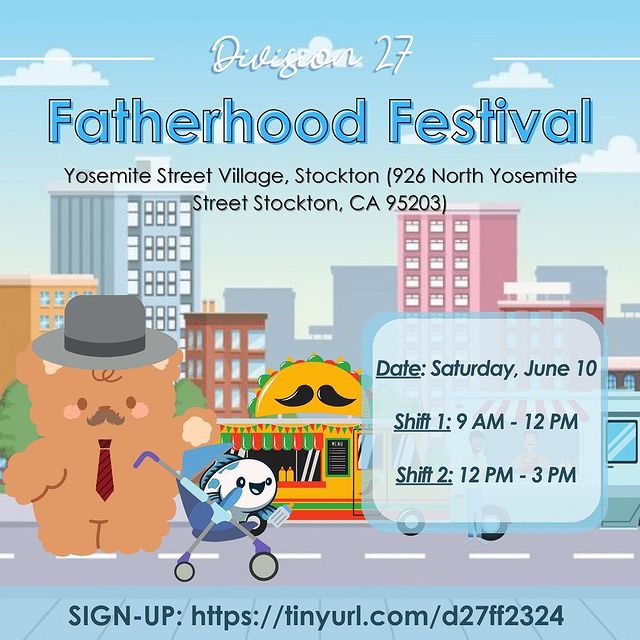 Division 27
Fatherhood Festival
Yosemite Street Village, Stockton (926 North Yosemite
Street Stockton, CA 95203)
Date: Saturday, June 10
Shift 1: 9 AM - 12 PM
Shift 2: 12 PM - 3 PM
MENU
SIGN-UP: https://tinyurl.com/d27ff2324